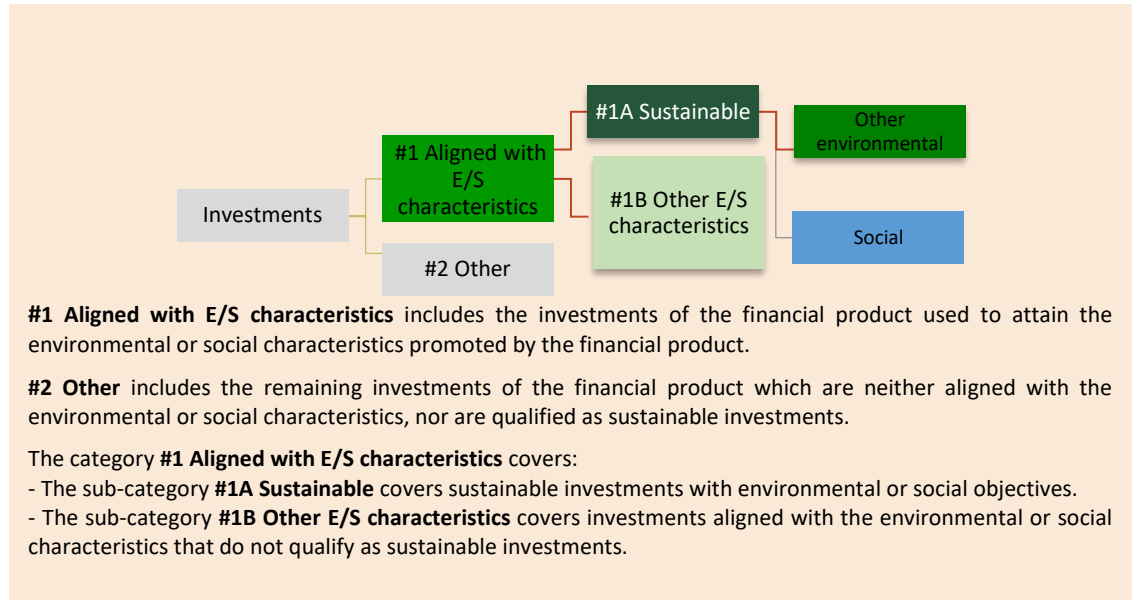 #1A Sustainable
Other
environmental
#1 Aligned with
E/S
characteristics
#1B Other E/S
characteristics
Investments
Social
#2 Other
#1 Aligned with E/S characteristics includes the investments of the financial product used to attain the
environmental or social characteristics promoted by the financial product.
#2 Other includes the remaining investments of the financial product which are neither aligned with the
environmental or social characteristics, nor are qualified as sustainable investments.
The category #1 Aligned with E/S characteristics covers:
- The sub-category #1A Sustainable covers sustainable investments with environmental or social objectives.
- The sub-category #1B Other E/S characteristics covers investments aligned with the environmental or social
characteristics that do not qualify as sustainable investments.